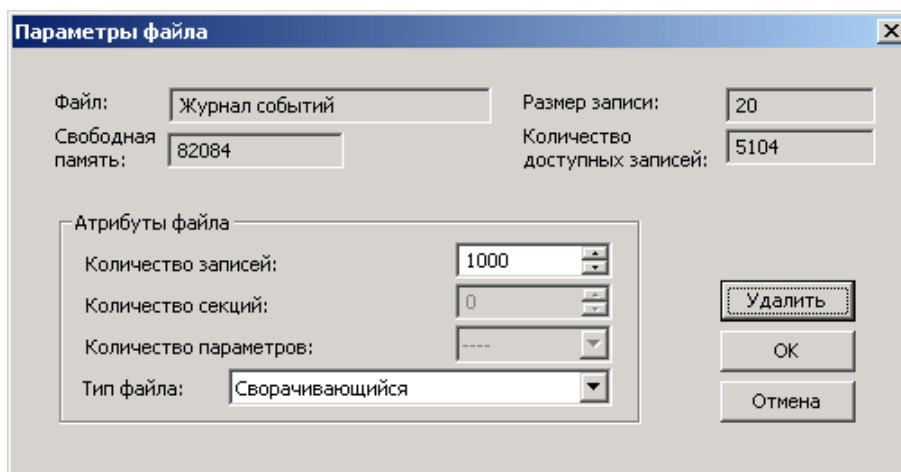 Параметры файла
Файл: Журнал событий Размер записи: 20
Свободная память: 82084 Количество доступных записей: 5104
Атрибуты файла
Количество записей: 1000
Количество секций: 0
Количество параметров: ----
Тип файла: Сворачивающийся
Удалить
ОК
Отмена